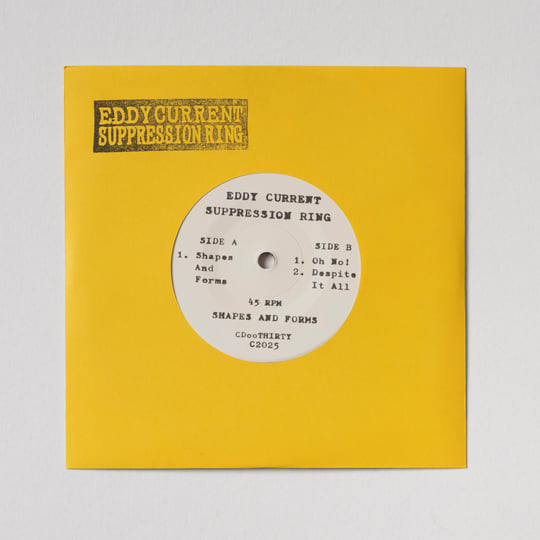 EDDY CURRENT
SUPPRESSION RING
EDDY CURRENT
SUPPRESSION RING
SIDE A
1. Shapes
And
Forms
SIDE B
1. Oh No!
2. Despite
It All
45 RPM
SHAPES AND FORMS
CDooTHIRTY
C2025